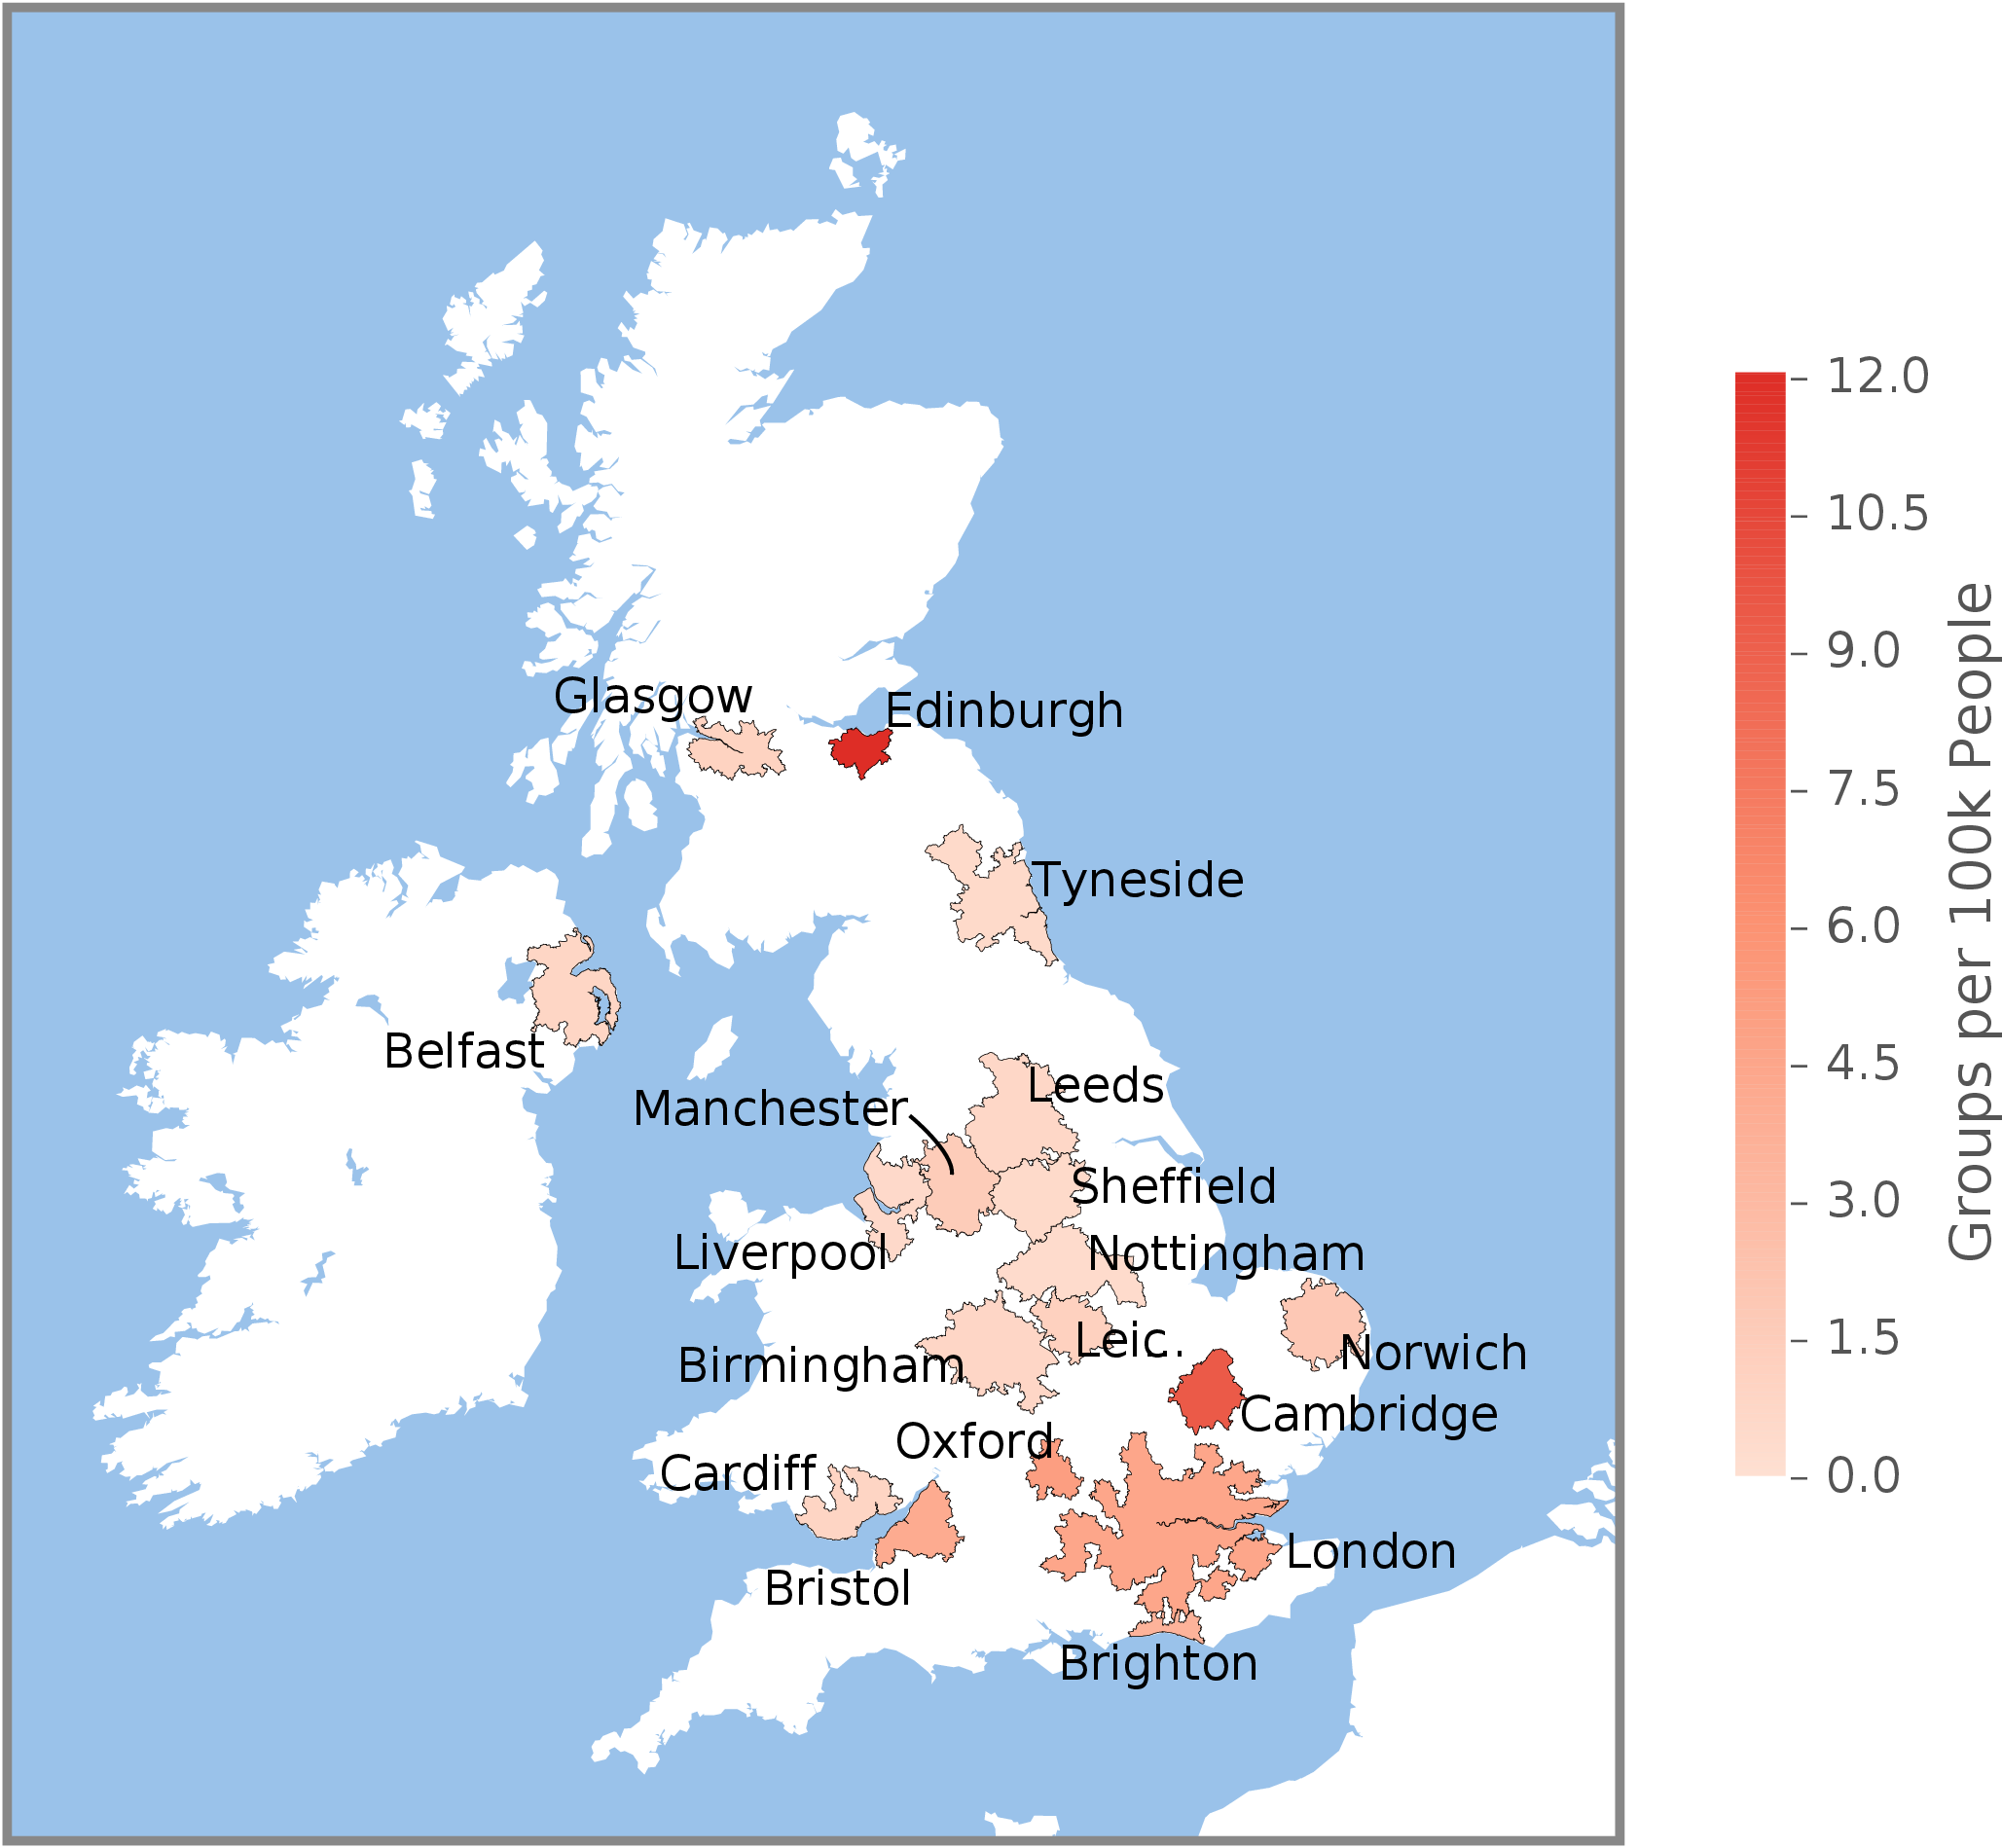 Glasgow
Edinburgh
Tyneside
Belfast
Leeds
Manchester
Sheffield
Liverpool
Nottingham
Leic..
Norwich
Birmingham
Cambridge
Oxford
Cardiff
London
Bristol
Brighton
12.0
10.5
9.0
7.5
6.0
4.5
3.0
1.5
0.0
Groups per 100k People